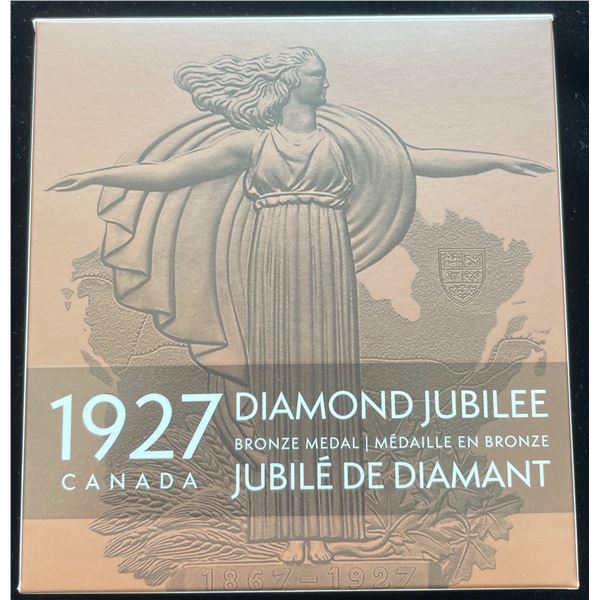 1927
CANADA
DIAMOND JUBILEE
BRONZE MEDAL | MÉDAILLE EN BRONZE
JUBILÉ DE DIAMANT
1867-1927